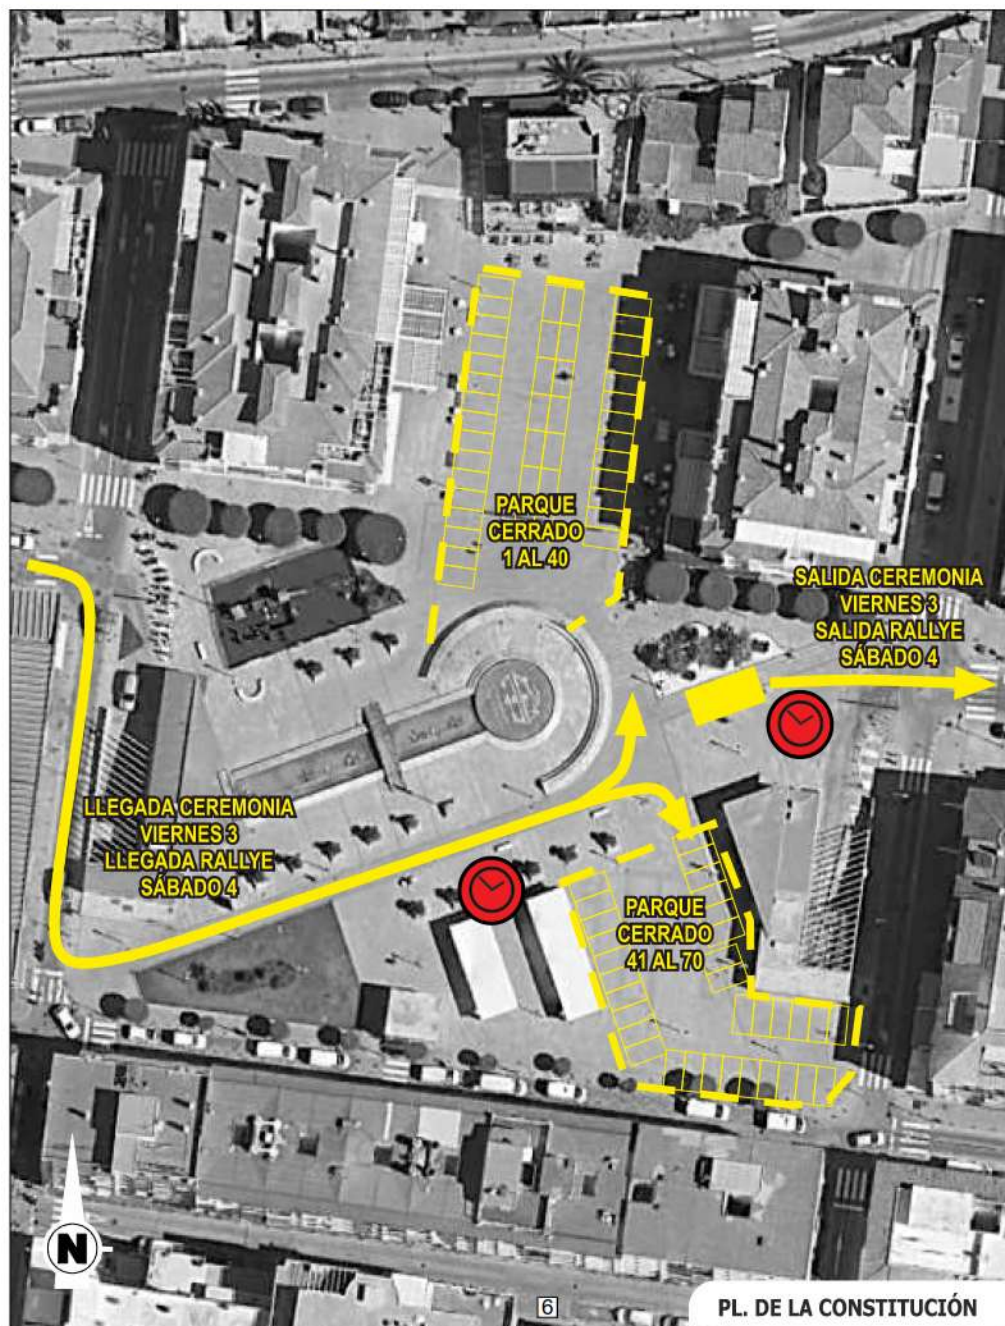 PARQUE
CERRADO
1 AL 40
SALIDA CEREMONIA
VIERNES 3
SALIDA RALLYE
SÁBADO 4
LLEGADA CEREMONIA
VIERNES 3
LLEGADA RALLYE
SÁBADO 4
PARQUE
CERRADO
41 AL 70
N
6
PL. DE LA CONSTITUCIÓN